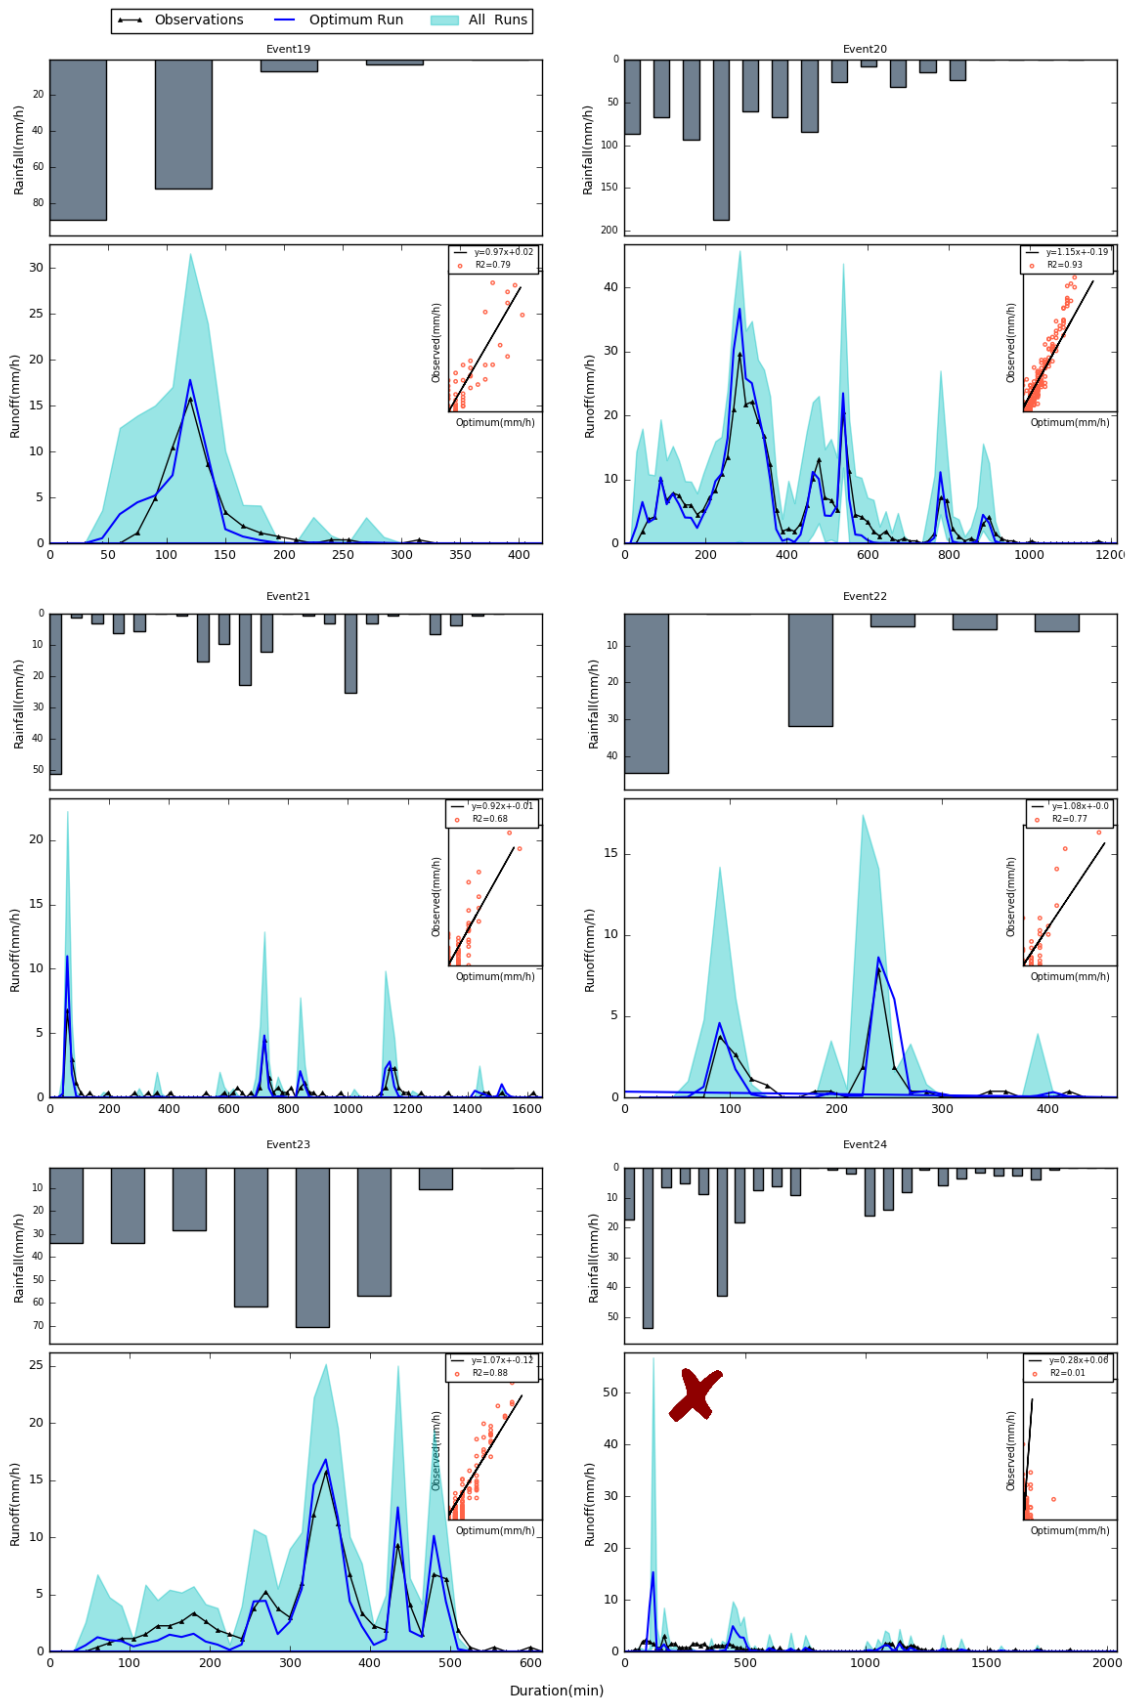 Observations Optimum Run All Runs
Event19
Rainfall(mm/h)
20
40
60
80
Runoff(mm/h)
30
25
20
15
10
5
0
0 100 200 300 400
y=0.97x+0.02
R2=0.79
Observed(mm/h)
Optimum(mm/h)
Event20
Rainfall(mm/h)
0
50
100
150
200
Runoff(mm/h)
40
30
20
10
0
0 200 400 600 800 1000 120
y=1.15x+-0.19
R2=0.93
Observed(mm/h)
Optimum(mm/h)
Event21
Rainfall(mm/h)
0
10
20
30
40
50
Runoff(mm/h)
20
15
10
5
0
0 200 400 600 800 1000 1200 1400 1600
y=0.92x+-0.01
R2=0.68
Observed(mm/h)
Optimum(mm/h)
Event22
Rainfall(mm/h)
10
20
30
40
Runoff(mm/h)
15
10
5
0
0 100 200 300 400
y=1.08x+-0.0
R2=0.77
Observed(mm/h)
Optimum(mm/h)
Event23
Rainfall(mm/h)
10
20
30
40
50
60
70
Runoff(mm/h)
25
20
15
10
5
0
0 100 200 300 400 500 600
y=1.07x+-0.12
R2=0.88
Observed(mm/h)
Optimum(mm/h)
Event24
Rainfall(mm/h)
0
10
20
30
40
50
Runoff(mm/h)
50
40
30
20
10
0
0 500 1000 1500 2000
y=0.28x+0.06
R2=0.01
Observed(mm/h)
Optimum(mm/h)
Duration(min)